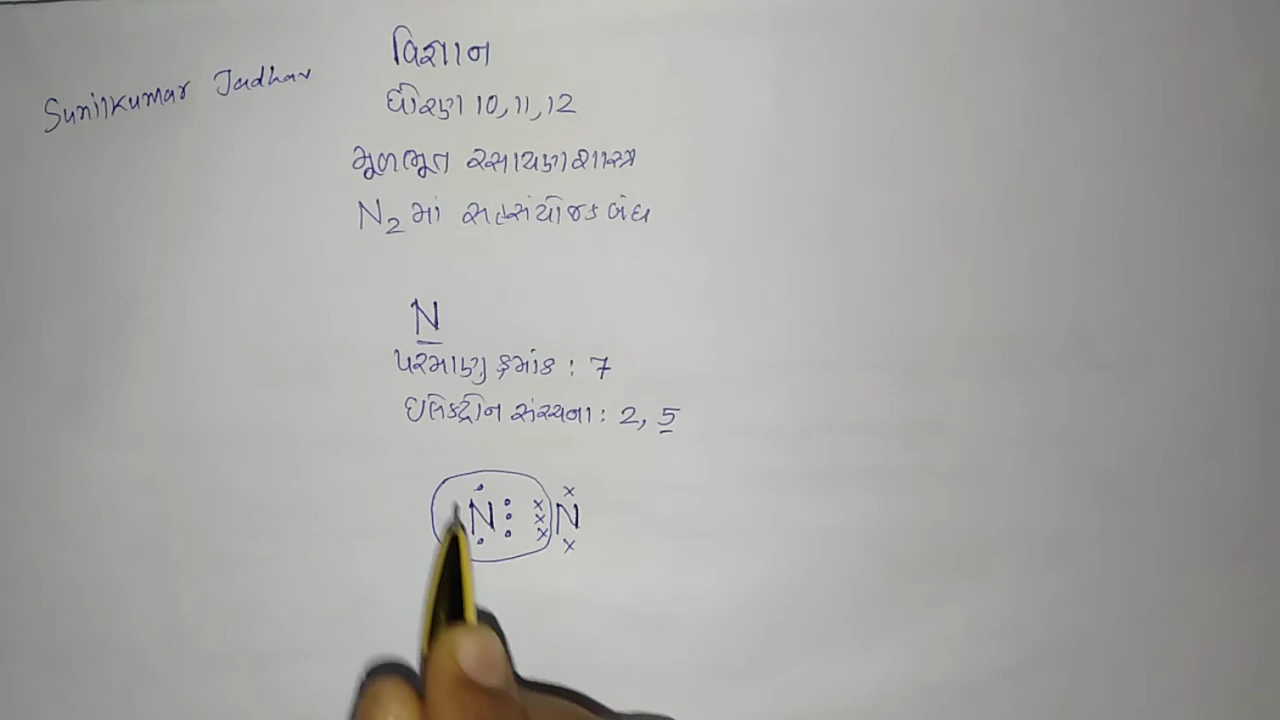 Sunilkumar Jadhav
વિજ્ઞાન
ધોરણ 10, 11, 12
મૂળભૂત રસાયણશાસ્ત્ર
N2 માં સહસંયોજક બંધ
N
પરમાણુ ક્રમાંક : 7
ઇલેક્ટ્રોન સંરચના : 2, 5
N N